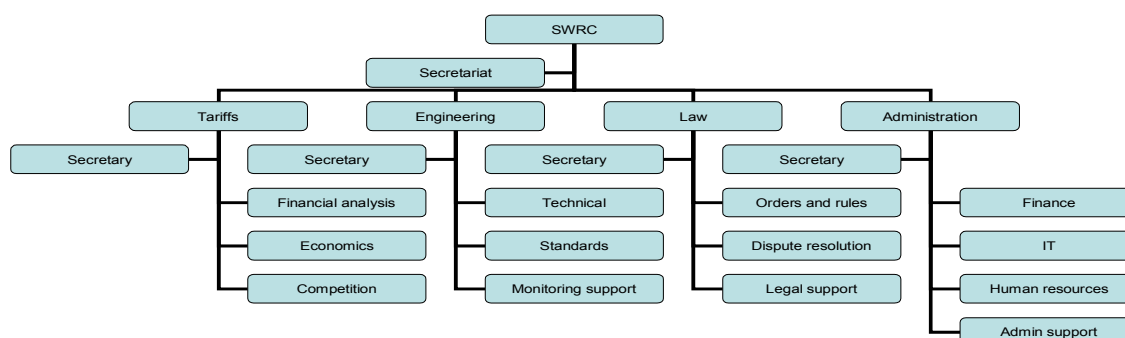 SWRC
Secretariat
Tariffs
Engineering
Law
Administration
Secretary
Secretary
Secretary
Secretary
Financial analysis
Technical
Orders and rules
Finance
Economics
Standards
Dispute resolution
IT
Competition
Monitoring support
Legal support
Human resources
Admin support